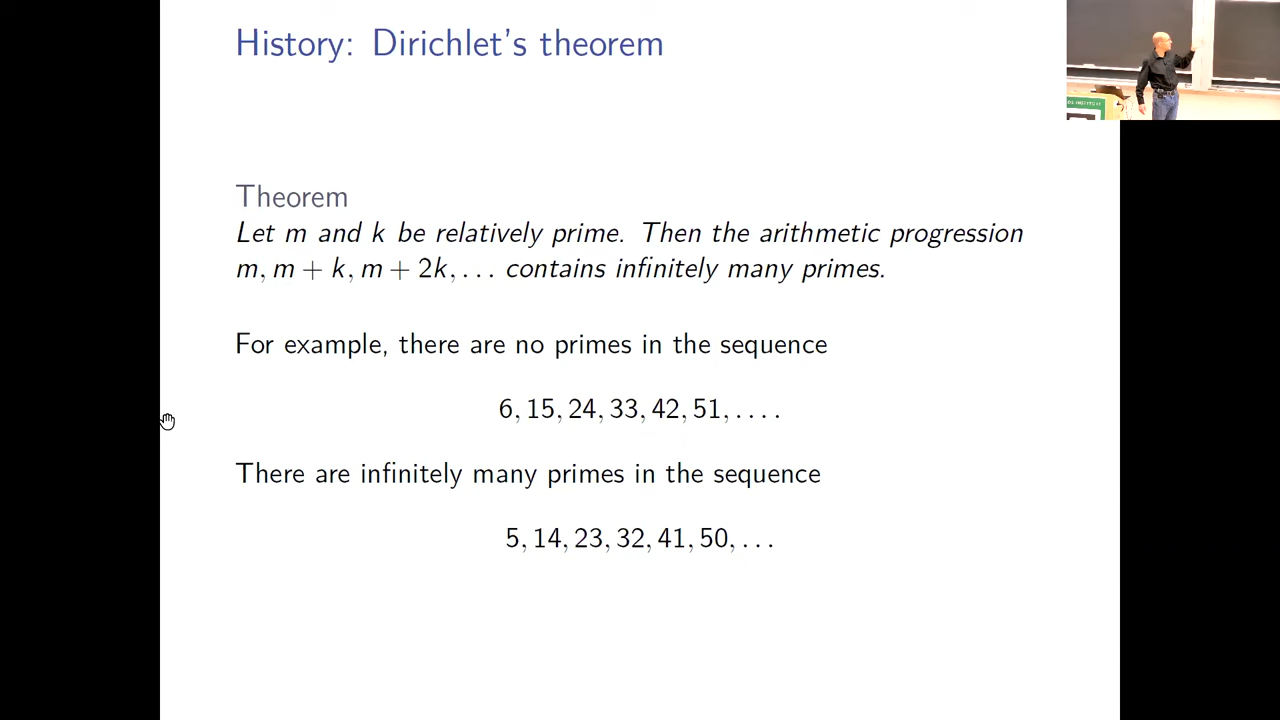 History: Dirichlet's theorem
Theorem
Let m and k be relatively prime. Then the arithmetic progression
m, m + k, m + 2k, ... contains infinitely many primes.
For example, there are no primes in the sequence
6, 15, 24, 33, 42, 51, ....
There are infinitely many primes in the sequence
5, 14, 23, 32, 41, 50, ...
INSTITUTE